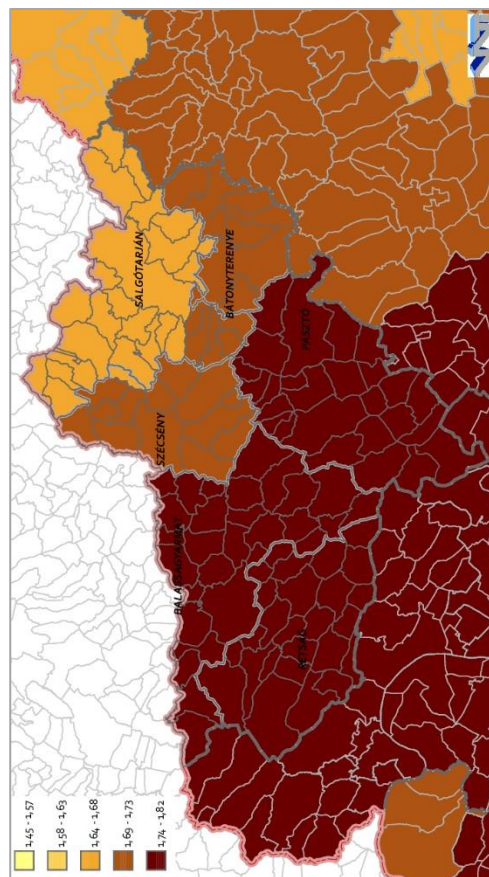 1,45 - 1,57
1,58 - 1,63
1,64 - 1,68
1,69 - 1,73
1,74 - 1,82
BALASSAGYARMAT
SZÉCSÉNY
SALGÓTARJÁN
RÉTSÁG
PÁSZTÓ
BÁTONYTERENYE